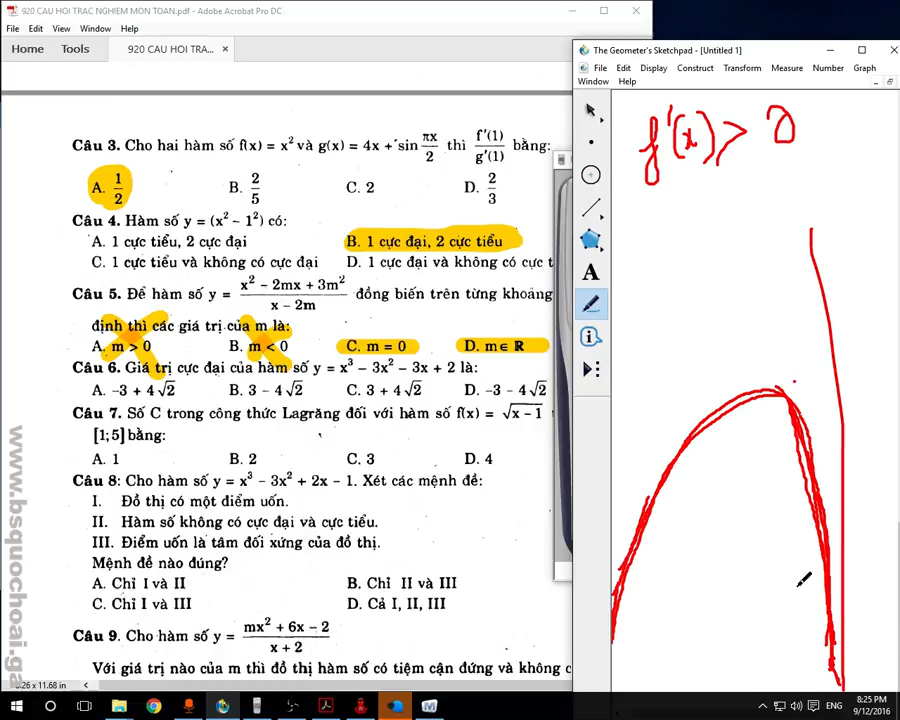 920 CAU HOI TRAC NGHIEM MON TOAN.pdf - Adobe Acrobat Pro DC
File Edit View Window Help
Home Tools 920 CAU HOI TRA... ×
Câu 3. Cho hai hàm số f(x) = x² và g(x) = 4x + sin πx/2 thì f'(1)/g'(1) bằng:
A. 1/2 B. 2/5 C. 2 D. 2/3
Câu 4. Hàm số y = (x² - 1²) có:
A. 1 cực tiểu, 2 cực đại B. 1 cực đại, 2 cực tiểu
C. 1 cực tiểu và không có cực đại D. 1 cực đại và không có cực t
Câu 5. Để hàm số y = x² - 2mx + 3m²/x - 2m đồng biến trên từng khoảng
định thì các giá trị của m là:
A. m > 0 B. m < 0 C. m = 0 D. m ∈ R
Câu 6. Giá trị cực đại của hàm số y = x³ - 3x² - 3x + 2 là:
A. -3 + 4√2 B. 3 - 4√2 C. 3 + 4√2 D. -3 - 4√2
Câu 7. Số C trong công thức Lagrăng đối với hàm số f(x) = √x-1
[1; 5] bằng:
A. 1 B. 2 C. 3 D. 4
Câu 8: Cho hàm số y = x³ - 3x² + 2x - 1. Xét các mệnh đề:
I. Đồ thị có một điểm uốn.
II. Hàm số không có cực đại và cực tiểu.
III. Điểm uốn là tâm đối xứng của đồ thị.
Mệnh đề nào đúng?
A. Chỉ I và II B. Chỉ II và III
C. Chỉ I và III D. Cả I, II, III
Câu 9. Cho hàm số y = mx² + 6x - 2/x + 2
Với giá trị nào của m thì đồ thị hàm số có tiệm cận đứng và không c
www.bsquochoai.ga
8.26 x 11.68 in
The Geometer's Sketchpad - [Untitled 1]
File Edit Display Construct Transform Measure Number Graph
Window Help
A
f'(x) > 0
ENG
8:25 PM
9/12/2016